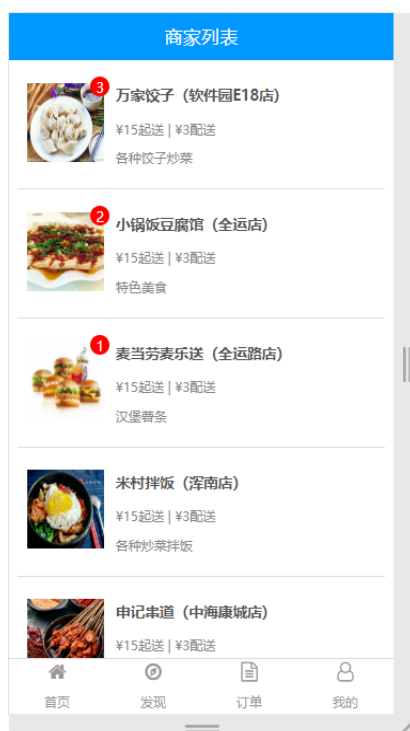 商家列表
3
万家饺子（软件园E18店）
¥15起送 | ¥3配送
各种饺子炒菜
2
小锅饭豆腐馆（全运店）
¥15起送 | ¥3配送
特色美食
1
麦当劳麦乐送（全运路店）
¥15起送 | ¥3配送
汉堡薯条
米村拌饭（浑南店）
¥15起送 | ¥3配送
各种炒菜拌饭
申记串道（中海康城店）
¥15起送 | ¥3配送
首页 发现 订单 我的